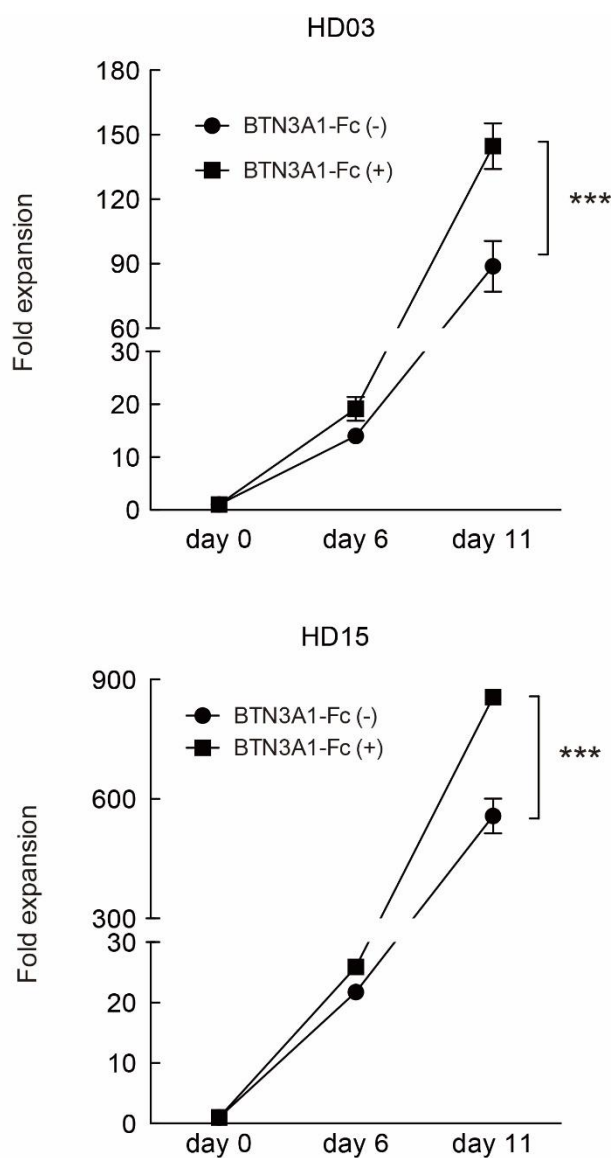 HD03
180
150
120
90
60
30
20
10
0
Fold expansion
BTN3A1-Fc (-)
BTN3A1-Fc (+)
***
day 0 day 6 day 11
HD15
900
600
300
30
20
10
0
Fold expansion
BTN3A1-Fc (-)
BTN3A1-Fc (+)
***
day 0 day 6 day 11